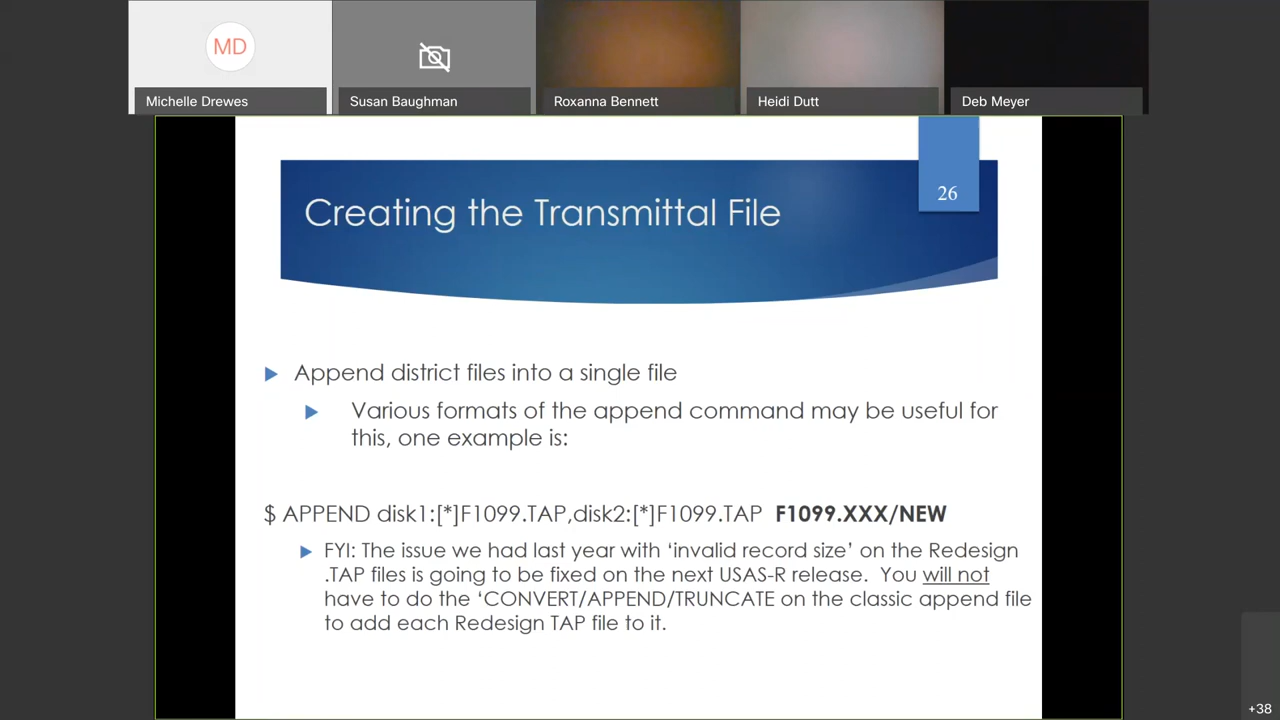 MD
Michelle Drewes
Susan Baughman
Roxanna Bennett
Heidi Dutt
Deb Meyer
26
Creating the Transmittal File
Append district files into a single file
Various formats of the append command may be useful for
this, one example is:
$ APPEND disk1:[*]F1099.TAP,disk2:[*]F1099.TAP F1099.XXX/NEW
FYI: The issue we had last year with ‘invalid record size’ on the Redesign
.TAP files is going to be fixed on the next USAS-R release. You will not
have to do the ‘CONVERT/APPEND/TRUNCATE on the classic append file
to add each Redesign TAP file to it.
+38